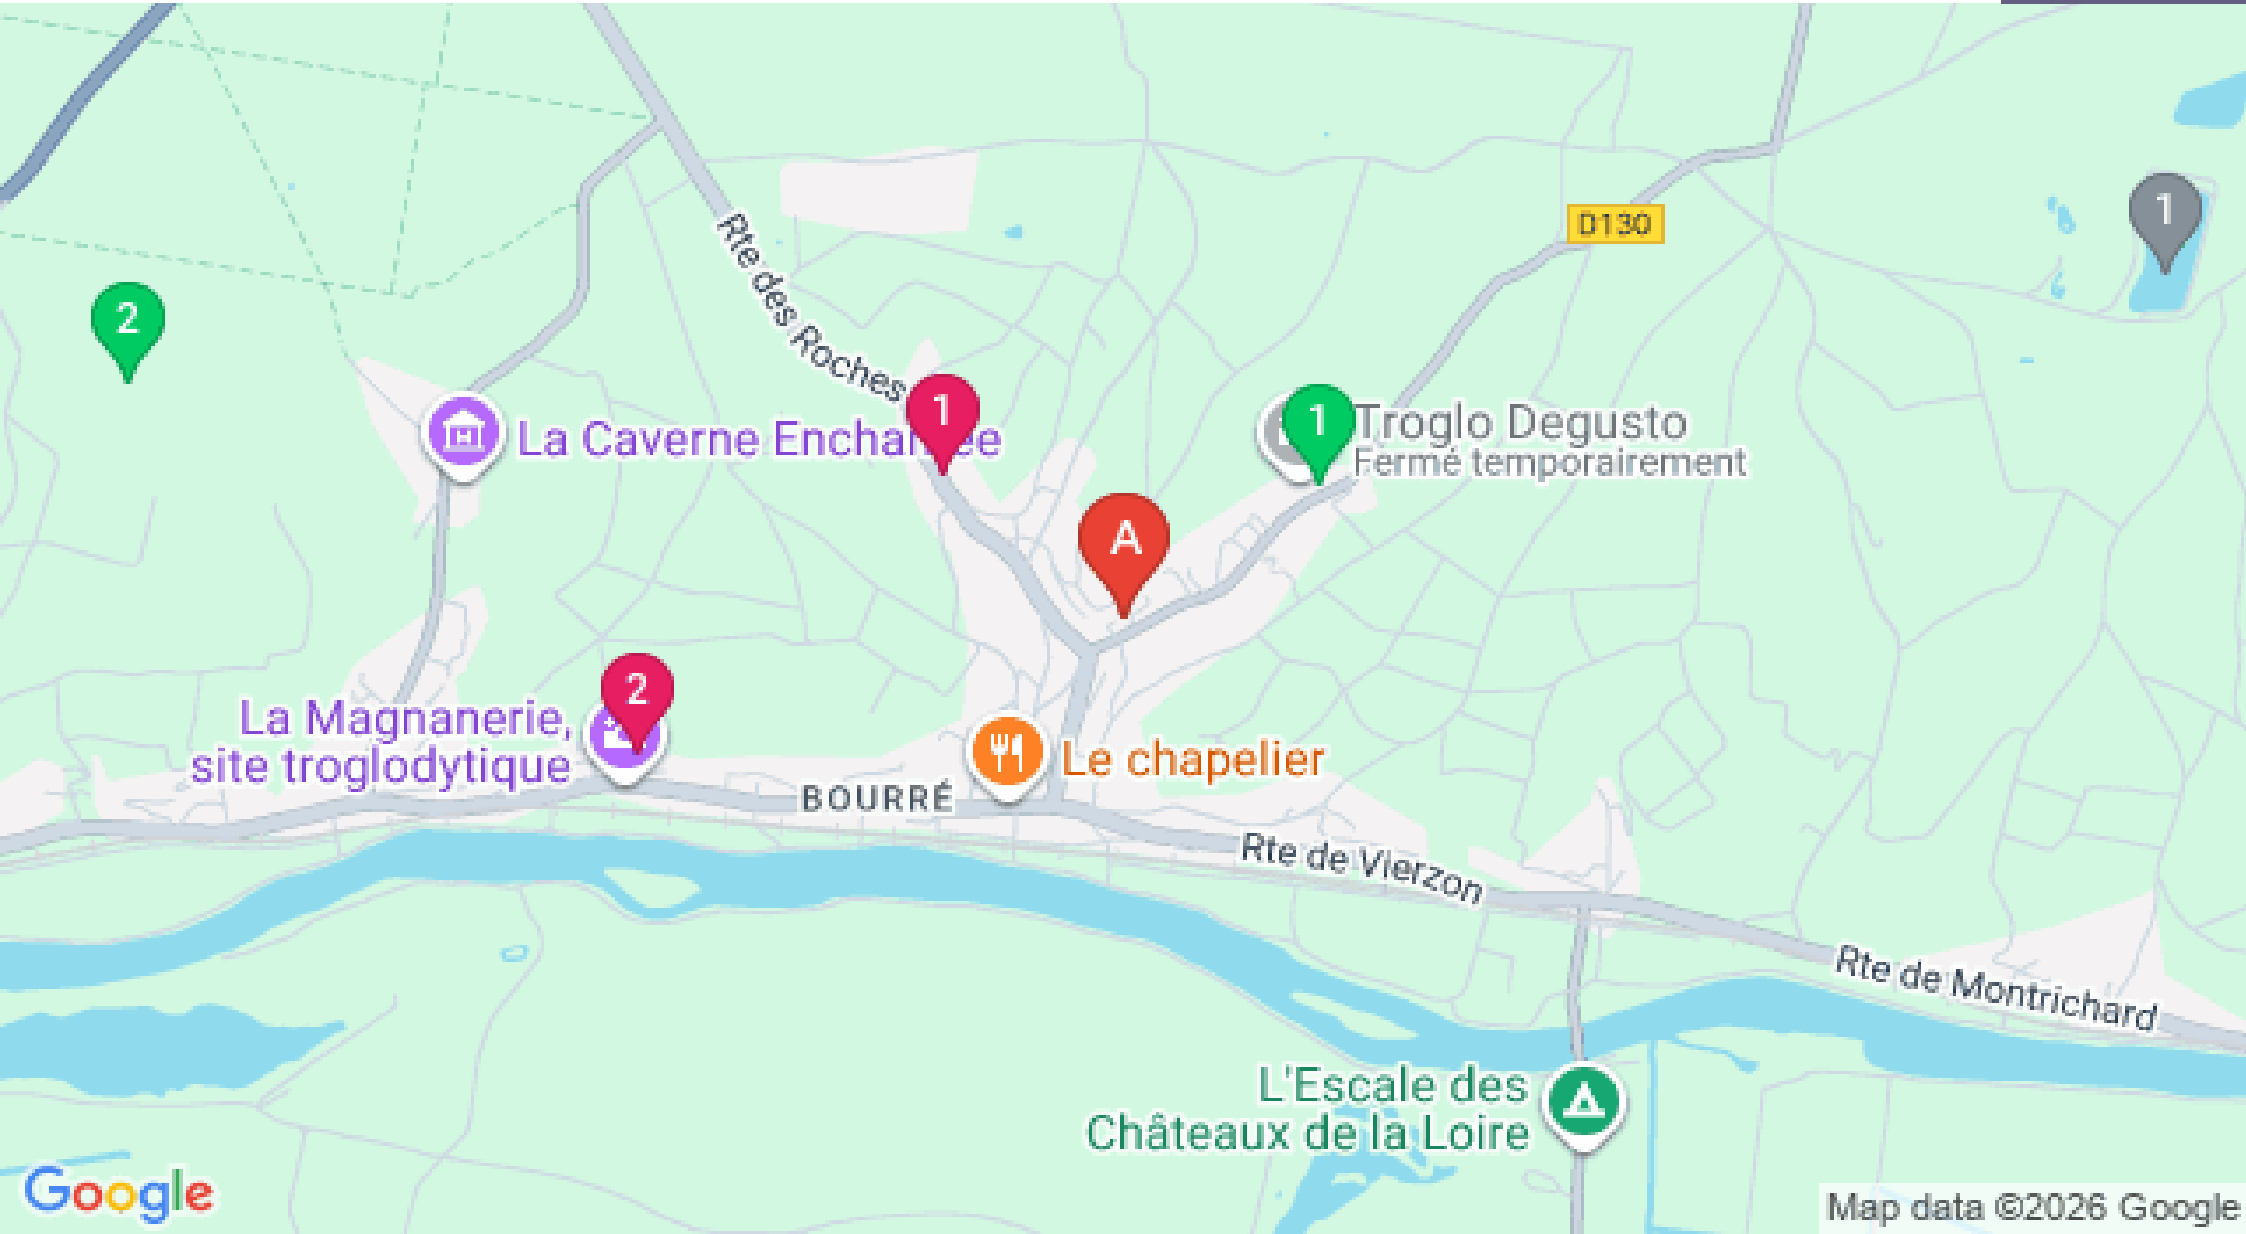 D130
1
Rte des Roches
2
1
1
Troglo Degusto
Fermé temporairement
La Caverne Enchantée
A
2
La Magnanerie,
site troglodytique
Le chapelier
BOURRÉ
Rte de Vierzon
Rte de Montrichard
L'Escale des
Châteaux de la Loire
Google
Map data ©2026 Google